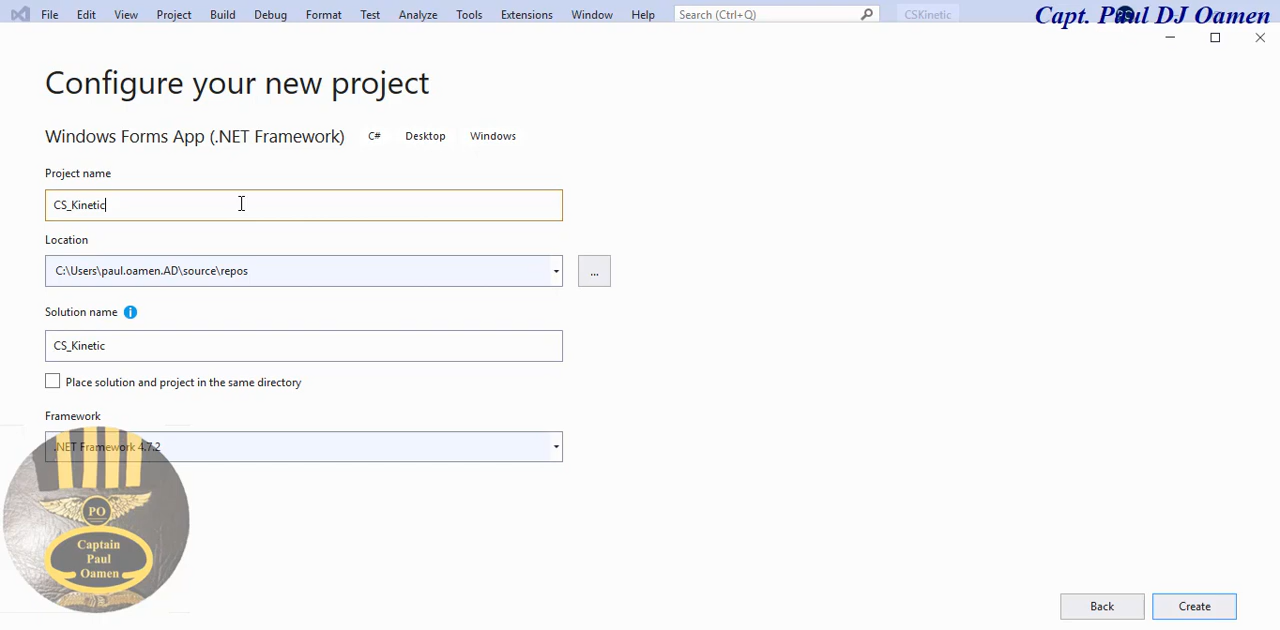 File Edit View Project Build Debug Format Test Analyze Tools Extensions Window Help Search (Ctrl+Q) CSKinetic
Capt. Paul DJ Oamen
Configure your new project
Windows Forms App (.NET Framework) C# Desktop Windows
Project name
CS_Kinetic
Location
C:\Users\paul.oamen.AD\source\repos
...
Solution name
CS_Kinetic
Place solution and project in the same directory
Framework
.NET Framework 4.7.2
PO
Captain
Paul
Oamen
Back Create